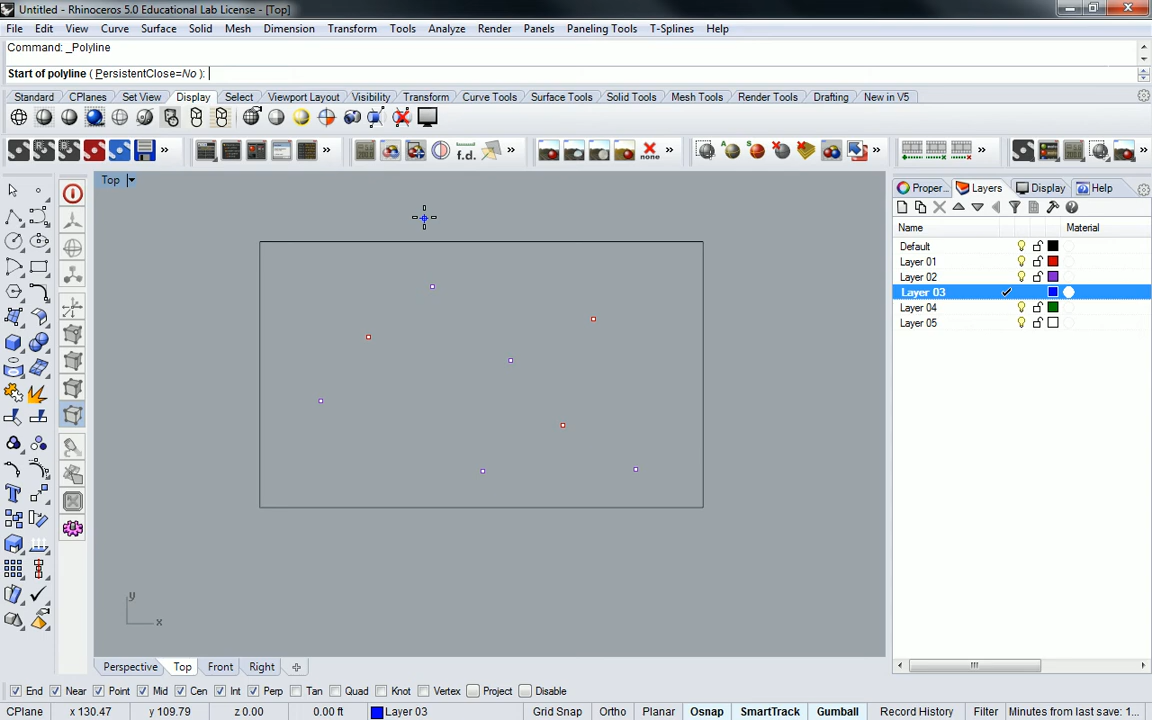 Untitled - Rhinoceros 5.0 Educational Lab License - [Top]
File Edit View Curve Surface Solid Mesh Dimension Transform Tools Analyze Render Panels Paneling Tools T-Splines Help
Command: _Polyline
Start of polyline ( PersistentClose=No ):
Standard CPlanes Set View Display Select Viewport Layout Visibility Transform Curve Tools Surface Tools Solid Tools Mesh Tools Render Tools Drafting New in V5
f.d. none
Top
Proper... Layers Display Help
Name Material
Default
Layer 01
Layer 02
Layer 03
Layer 04
Layer 05
y
x
Perspective Top Front Right
End Near Point Mid Cen Int Perp Tan Quad Knot Vertex Project Disable
CPlane x 130.47 y 109.79 z 0.00 0.00 ft Layer 03 Grid Snap Ortho Planar Osnap SmartTrack Gumball Record History Filter Minutes from last save: 1...